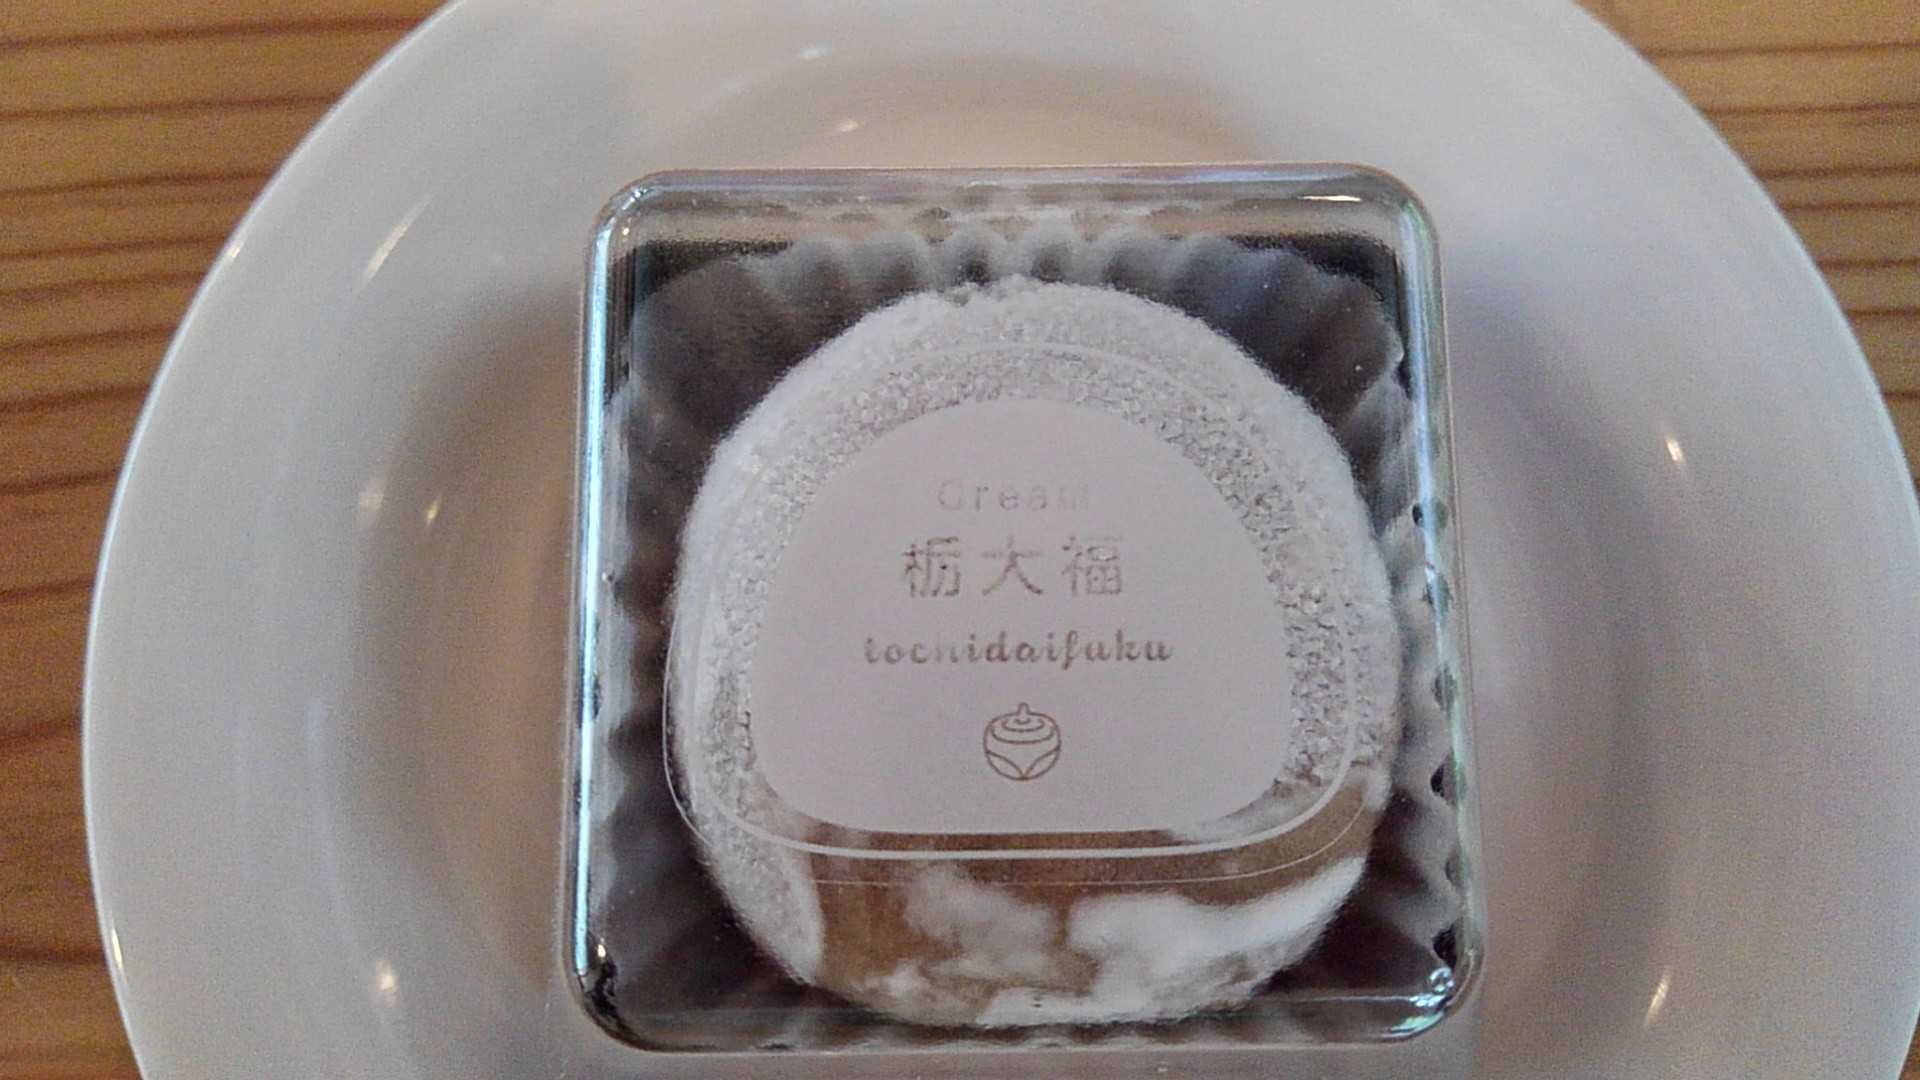 Cream
栃大福
tochidaifuku